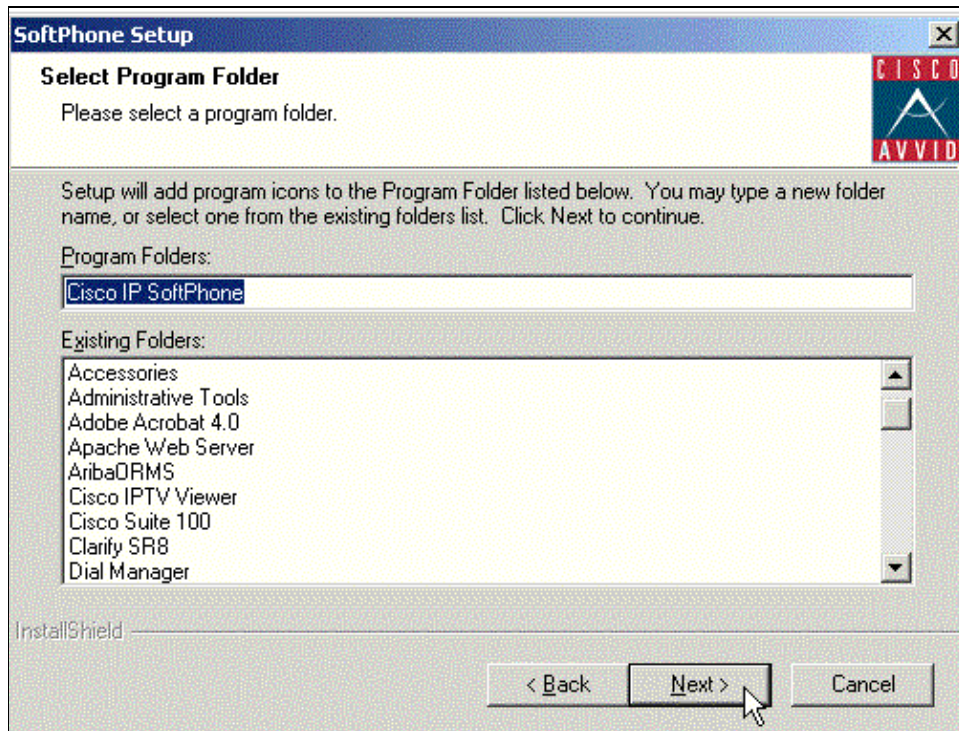 SoftPhone Setup
Select Program Folder
Please select a program folder.
CISCO
AVVID
Setup will add program icons to the Program Folder listed below.  You may type a new folder
name, or select one from the existing folders list.  Click Next to continue.
Program Folders:
Cisco IP SoftPhone
Existing Folders:
Accessories
Administrative Tools
Adobe Acrobat 4.0
Apache Web Server
AribaORMS
Cisco IPTV Viewer
Cisco Suite 100
Clarify SR8
Dial Manager
InstallShield
< Back
Next >
Cancel